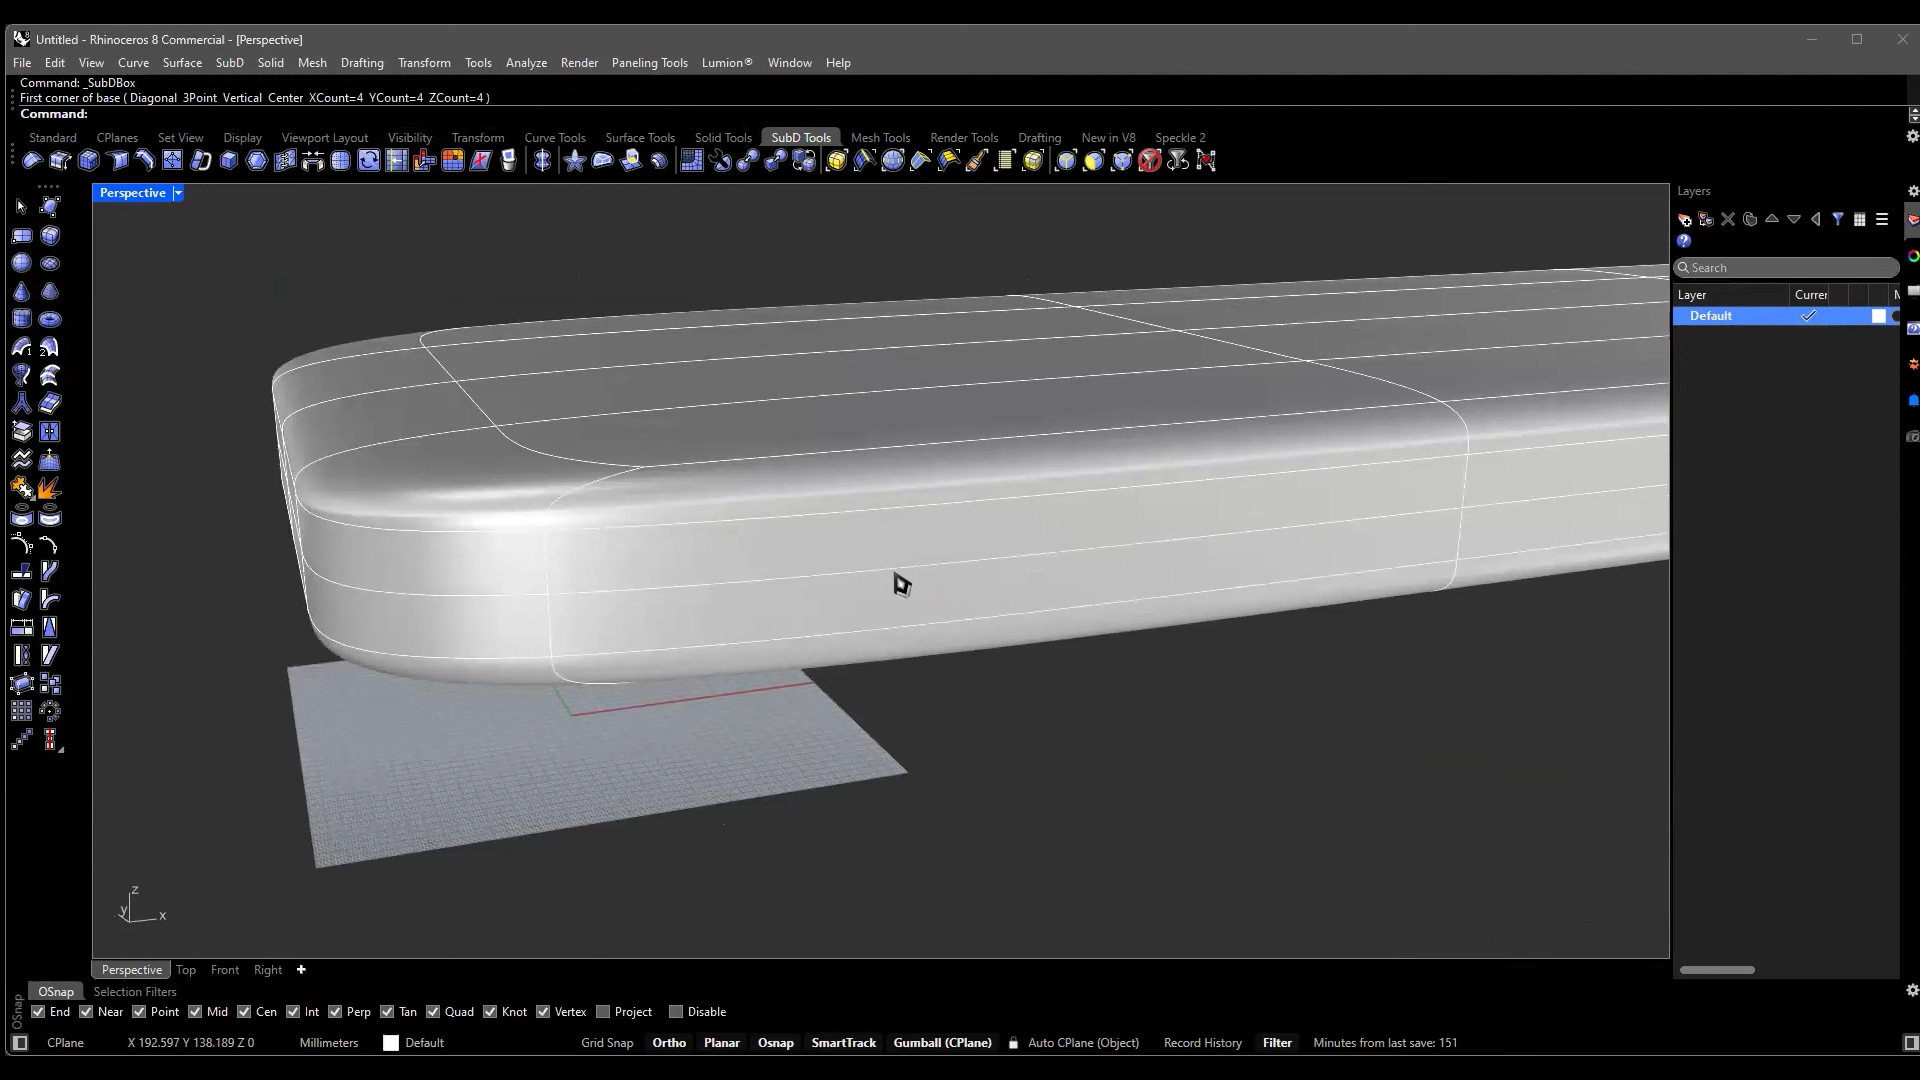 Untitled - Rhinoceros 8 Commercial - [Perspective]
File Edit View Curve Surface SubD Solid Mesh Drafting Transform Tools Analyze Render Paneling Tools Lumion® Window Help
Command: _SubDBox
First corner of base ( Diagonal 3Point Vertical Center XCount=4 YCount=4 ZCount=4 )
Command:
Standard CPlanes Set View Display Viewport Layout Visibility Transform Curve Tools Surface Tools Solid Tools SubD Tools Mesh Tools Render Tools Drafting New in V8 Speckle 2
Perspective
Layers
Search
Layer Currer
Default
z
y x
Perspective Top Front Right
OSnap Selection Filters
OSnap
End Near Point Mid Cen Int Perp Tan Quad Knot Vertex Project Disable
CPlane X 192.597 Y 138.189 Z 0 Millimeters Default Grid Snap Ortho Planar Osnap SmartTrack Gumball (CPlane) Auto CPlane (Object) Record History Filter Minutes from last save: 151